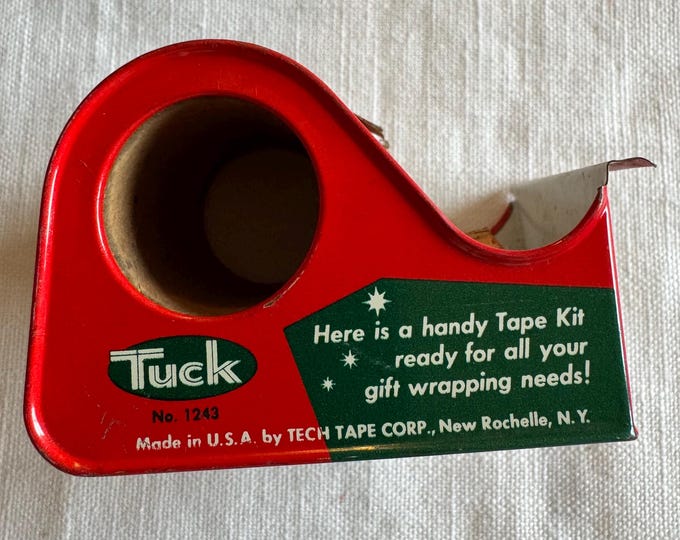 Here is a handy Tape Kit
ready for all your
gift wrapping needs!
Tuck
No. 1243
Made in U.S.A. by TECH TAPE CORP., New Rochelle, N.Y.